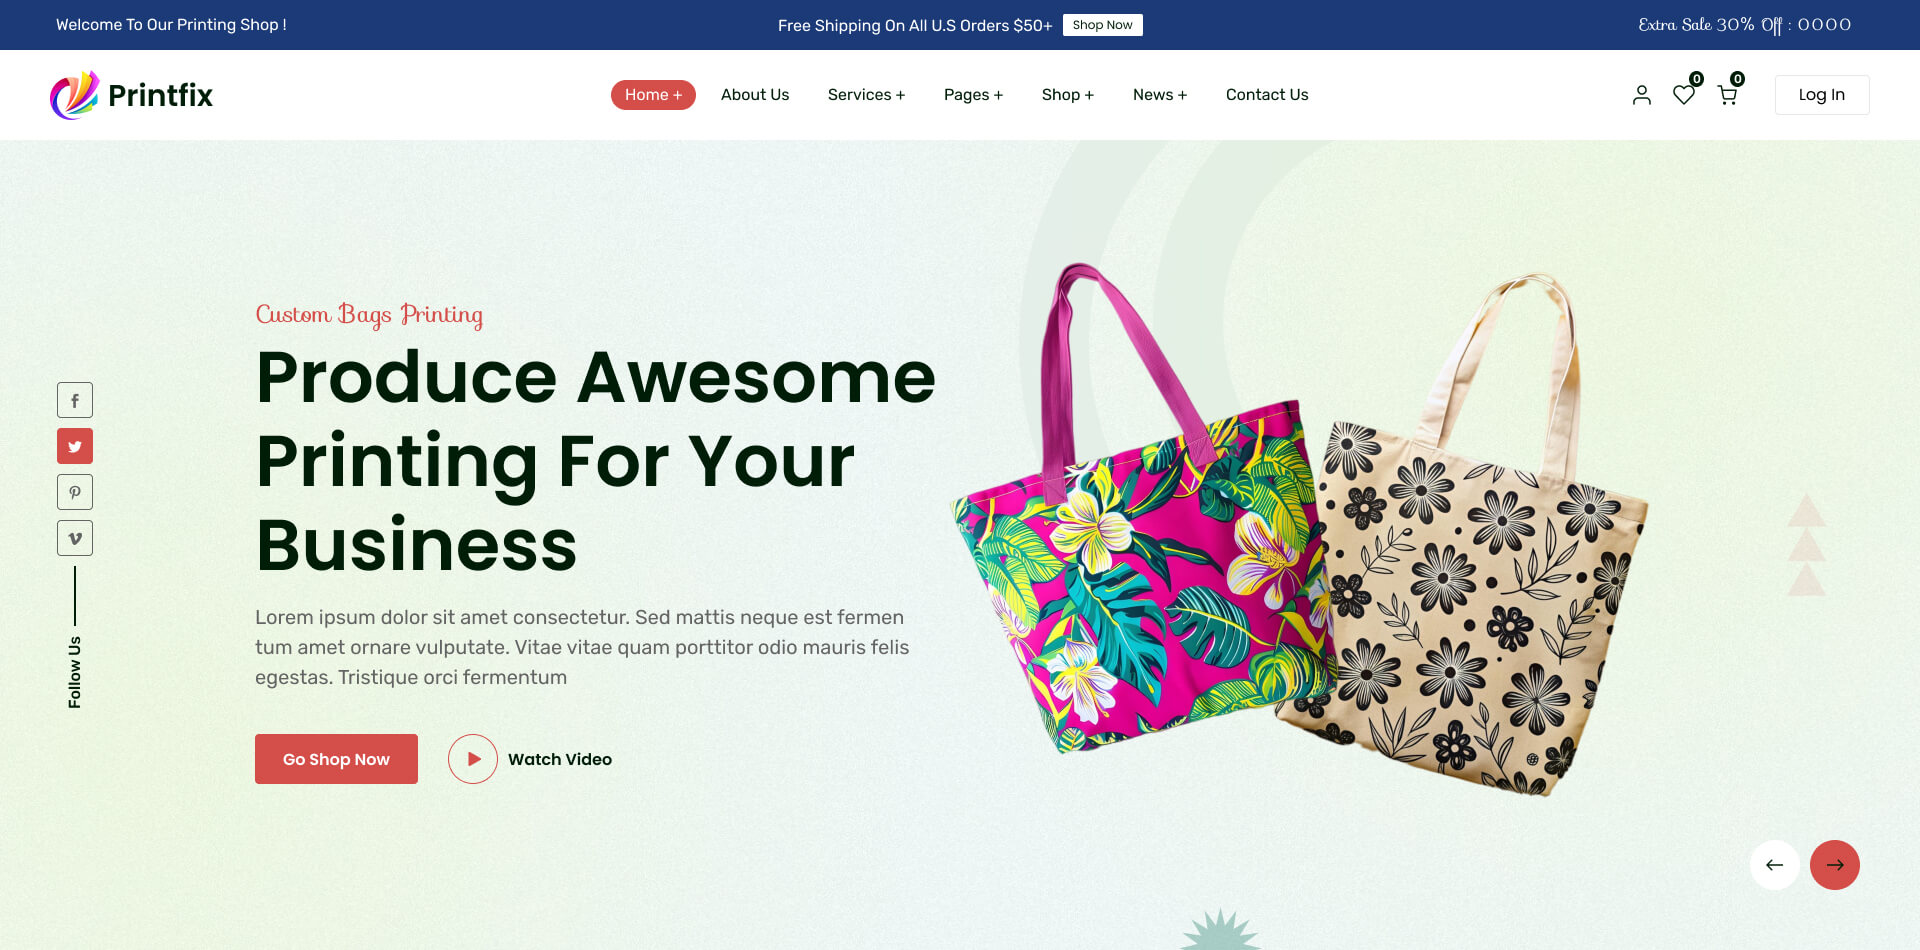 Welcome To Our Printing Shop !
Free Shipping On All U.S Orders $50+
Shop Now
Extra Sale 30% Off : 0000
Printfix
Home +
About Us
Services +
Pages +
Shop +
News +
Contact Us
0
0
Log In
Custom Bags Printing
Produce Awesome
Printing For Your
Business
Lorem ipsum dolor sit amet consectetur. Sed mattis neque est fermen
tum amet ornare vulputate. Vitae vitae quam porttitor odio mauris felis
egestas. Tristique orci fermentum
Go Shop Now
Watch Video
Follow Us